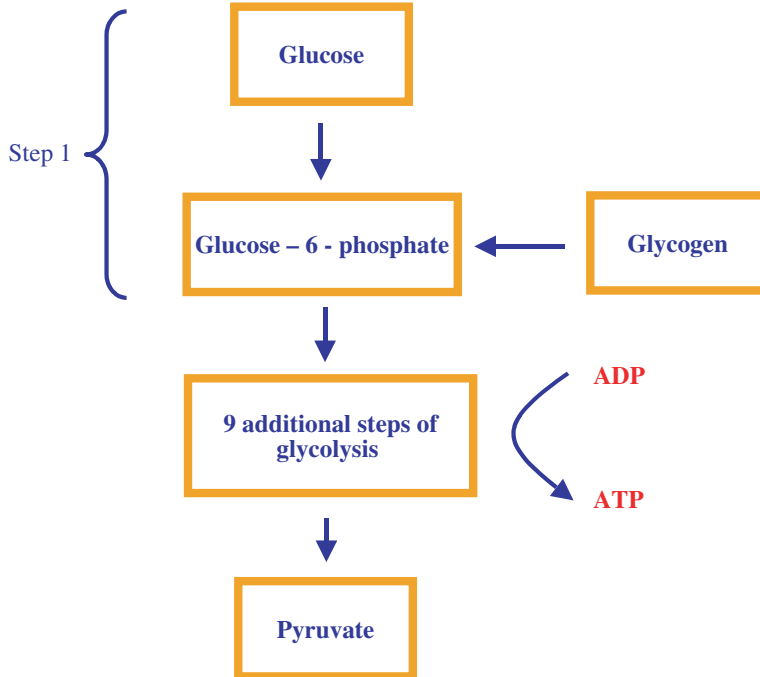 Glucose
Step 1
Glucose – 6 - phosphate
Glycogen
9 additional steps of
glycolysis
ADP
ATP
Pyruvate